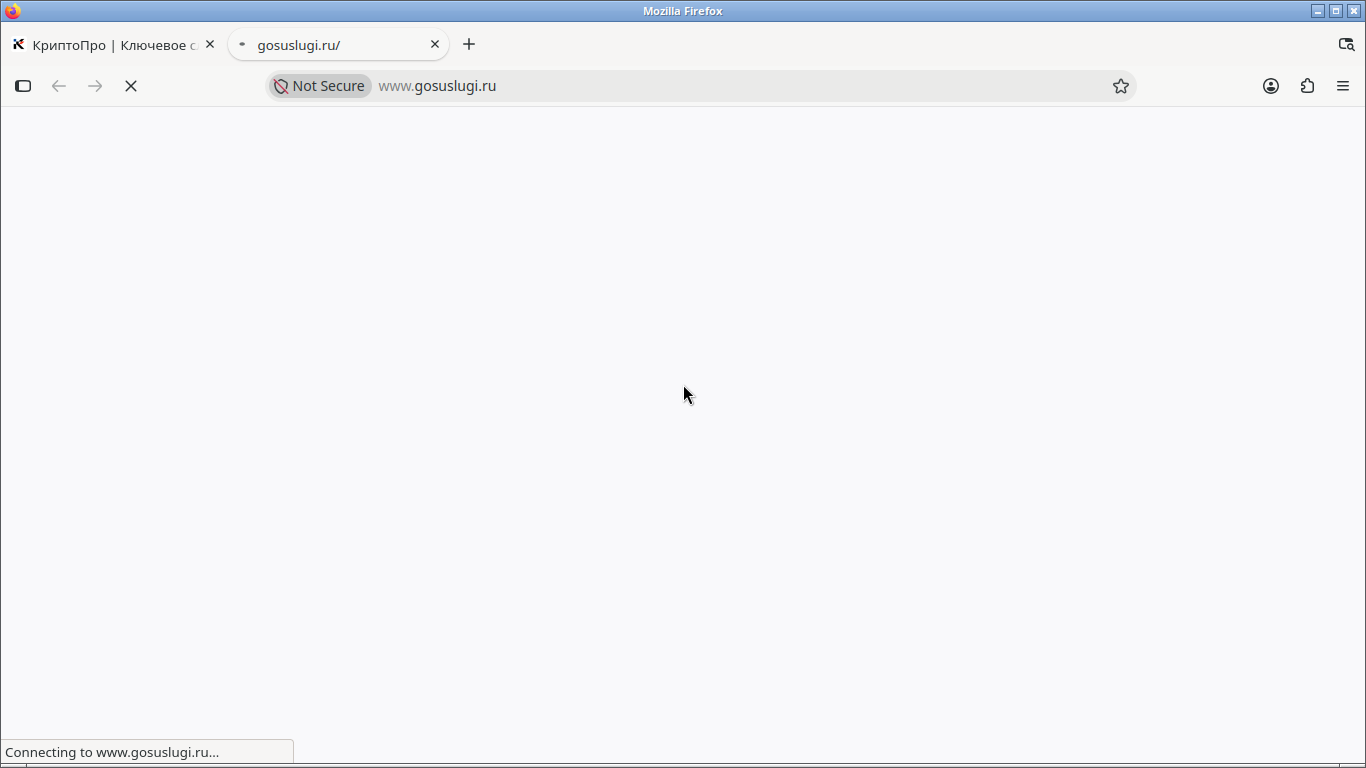 Mozilla Firefox
КриптоПро | Ключевое
gosuslugi.ru/
Not Secure
www.gosuslugi.ru
Connecting to www.gosuslugi.ru...